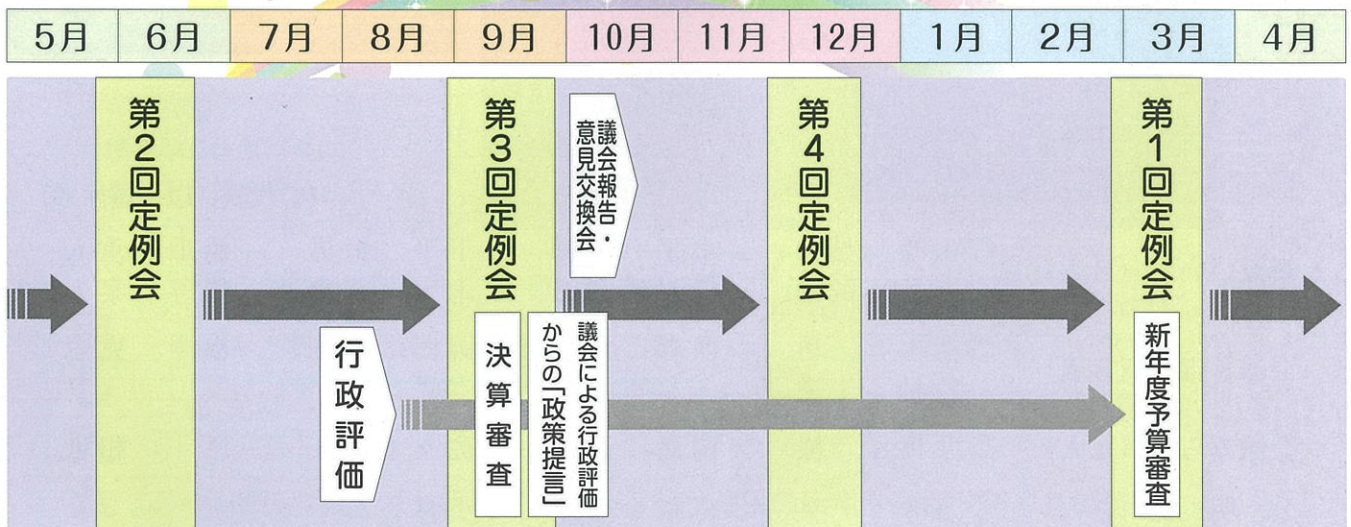 5月
6月
7月
8月
9月
10月
11月
12月
1月
2月
3月
4月
第2回定例会
第3回定例会
議会報告・
意見交換会
第4回定例会
第1回定例会
行政評価
決算審査
議会による行政評価
からの「政策提言」
新年度予算審査